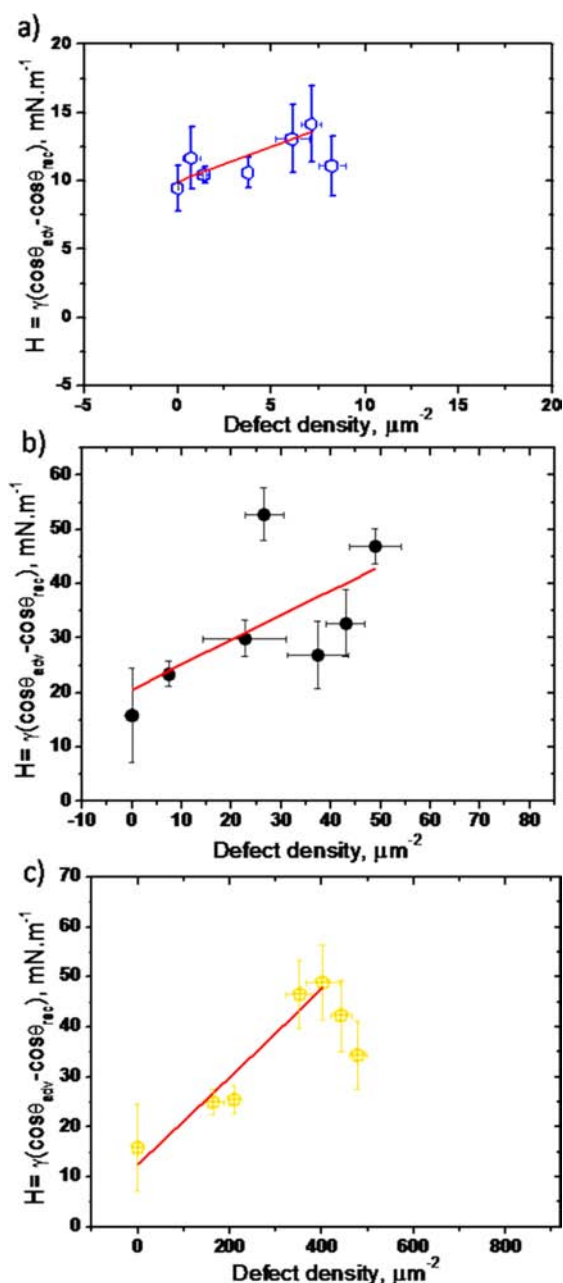 a)
20
15
10
5
0
-5
-5 0 5 10 15 20
H = γ(cosθadv-cosθrec), mN.m-1
Defect density, μm-2
b)
60
50
40
30
20
10
0
-10 0 10 20 30 40 50 60 70 80
H= γ(cosθadv-cosθrec), mN.m-1
Defect density, μm-2
c)
70
60
50
40
30
20
10
0
0 200 400 600 800
H = γ(cosθadv-cosθrec), mN.m-1
Defect density, μm-2